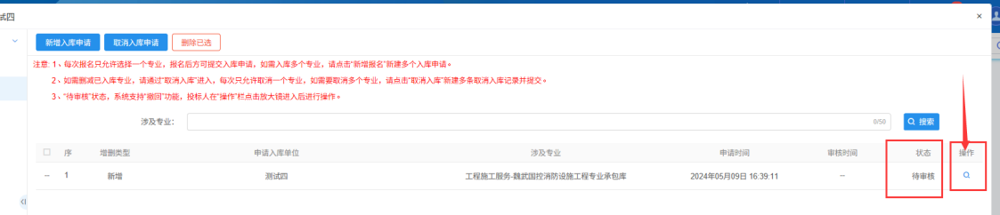 试四
×
新增入库申请 取消入库申请 删除已选
注意: 1、每次报名只允许选择一个专业，报名后方可提交入库申请，如需入库多个专业，请点击“新增报名”新建多个入库申请。
2、如需删减已入库专业，请通过“取消入库”进入，每次只允许取消一个专业，如需要取消多个专业，请点击“取消入库”新建多条取消入库记录并提交。
3、“待审核”状态，系统支持“撤回”功能，投标人在“操作”栏点击放大镜进入后进行操作。
涉及专业： 0/50 搜索
序 增删类型 申请入库单位 涉及专业 申请时间 审核时间 状态 操作
-- 1 新增 测试四 工程施工服务-魏武国控消防设施工程专业承包库 2024年05月09日 16:39:11 -- 待审核